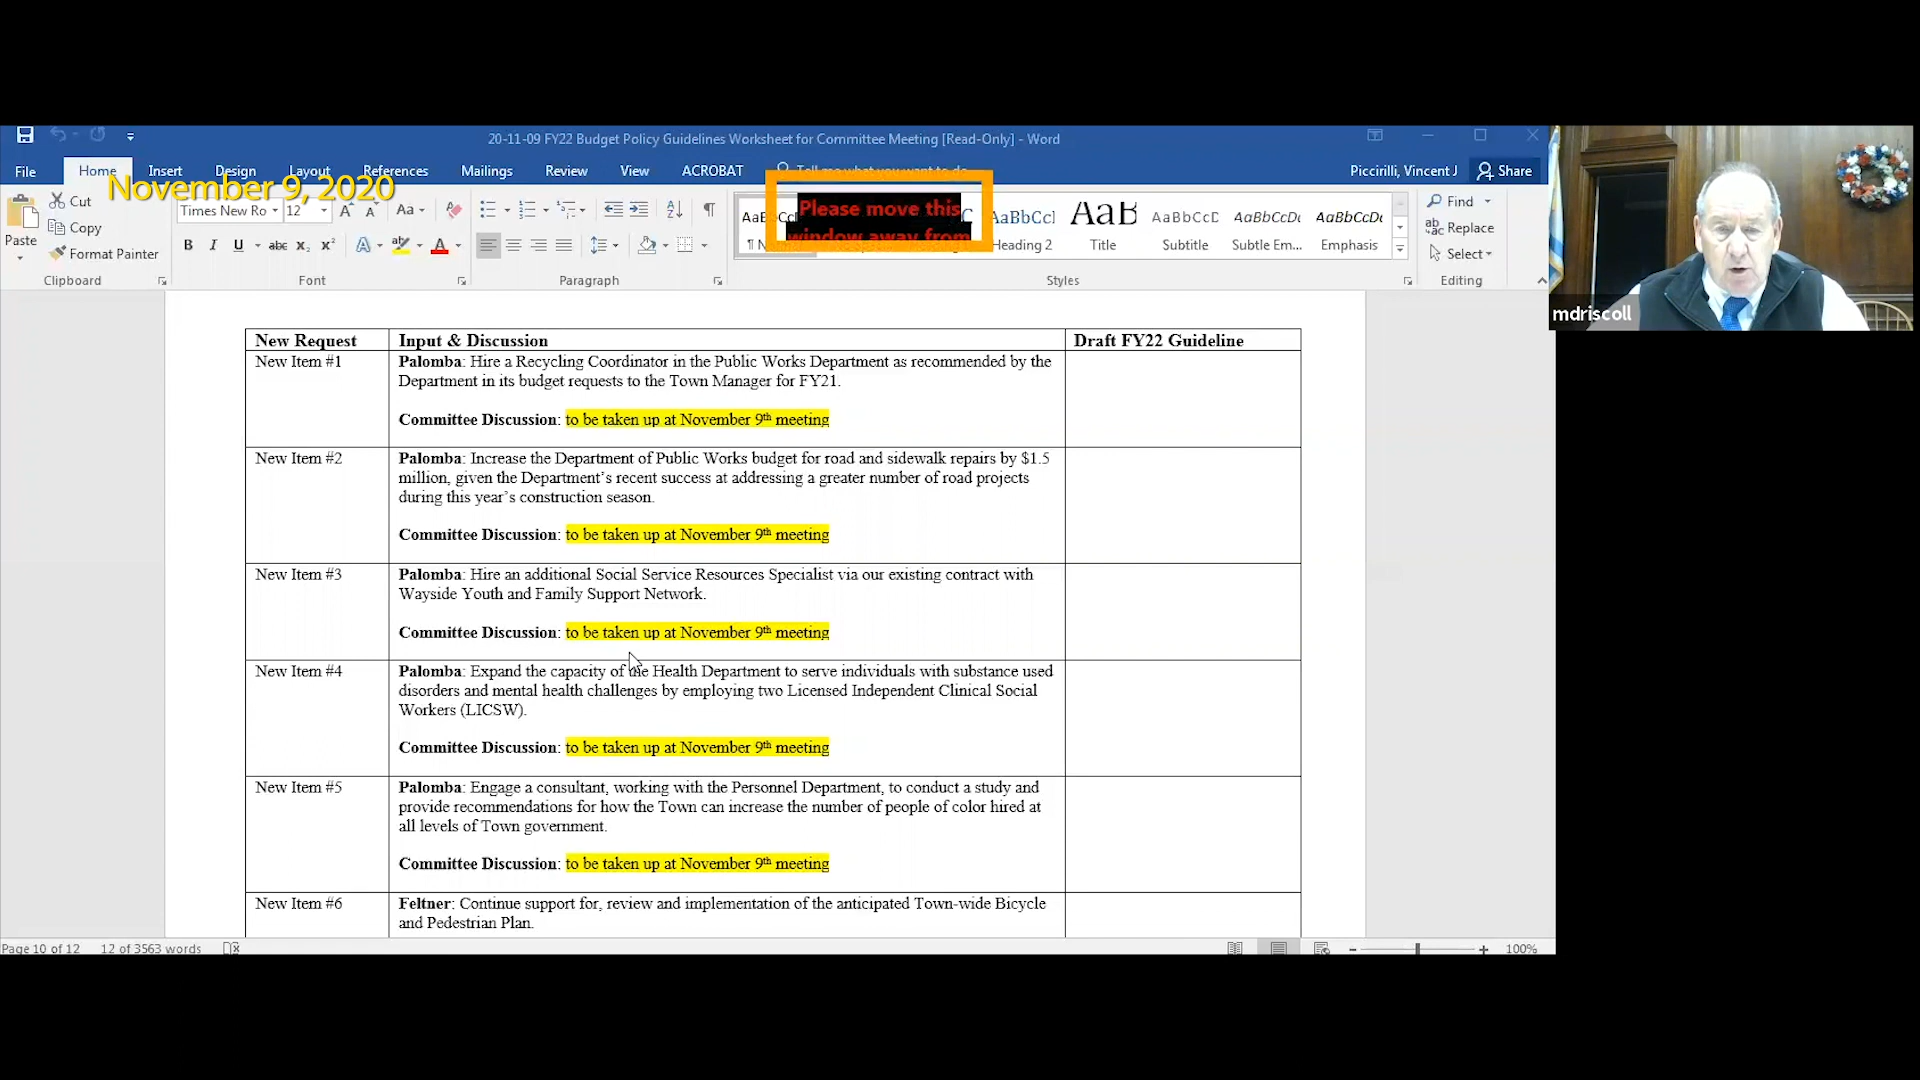 20-11-09 FY22 Budget Policy Guidelines Worksheet for Committee Meeting [Read-Only] - Word
File Home Insert Design Layout References Mailings Review View ACROBAT Tell me what you want to do
Piccirilli, Vincent J Share
November 9, 2020
Paste
Cut
Copy
Format Painter
Clipboard
Times New Ro 12
Font
Paragraph
Please move this
window away from
AaBbCcI
Heading 2
AaB
Title
AaBbCcD
Subtitle
AaBbCcDt
Subtle Em...
AaBbCcDt
Emphasis
Styles
Find
Replace
Select
Editing
mdriscoll
New Request Input & Discussion Draft FY22 Guideline
New Item #1 Palomba: Hire a Recycling Coordinator in the Public Works Department as recommended by the
Department in its budget requests to the Town Manager for FY21.
Committee Discussion: to be taken up at November 9th meeting
New Item #2 Palomba: Increase the Department of Public Works budget for road and sidewalk repairs by $1.5
million, given the Department’s recent success at addressing a greater number of road projects
during this year’s construction season.
Committee Discussion: to be taken up at November 9th meeting
New Item #3 Palomba: Hire an additional Social Service Resources Specialist via our existing contract with
Wayside Youth and Family Support Network.
Committee Discussion: to be taken up at November 9th meeting
New Item #4 Palomba: Expand the capacity of the Health Department to serve individuals with substance used
disorders and mental health challenges by employing two Licensed Independent Clinical Social
Workers (LICSW).
Committee Discussion: to be taken up at November 9th meeting
New Item #5 Palomba: Engage a consultant, working with the Personnel Department, to conduct a study and
provide recommendations for how the Town can increase the number of people of color hired at
all levels of Town government.
Committee Discussion: to be taken up at November 9th meeting
New Item #6 Feltner: Continue support for, review and implementation of the anticipated Town-wide Bicycle
and Pedestrian Plan.
Page 10 of 12 12 of 3563 words 100%